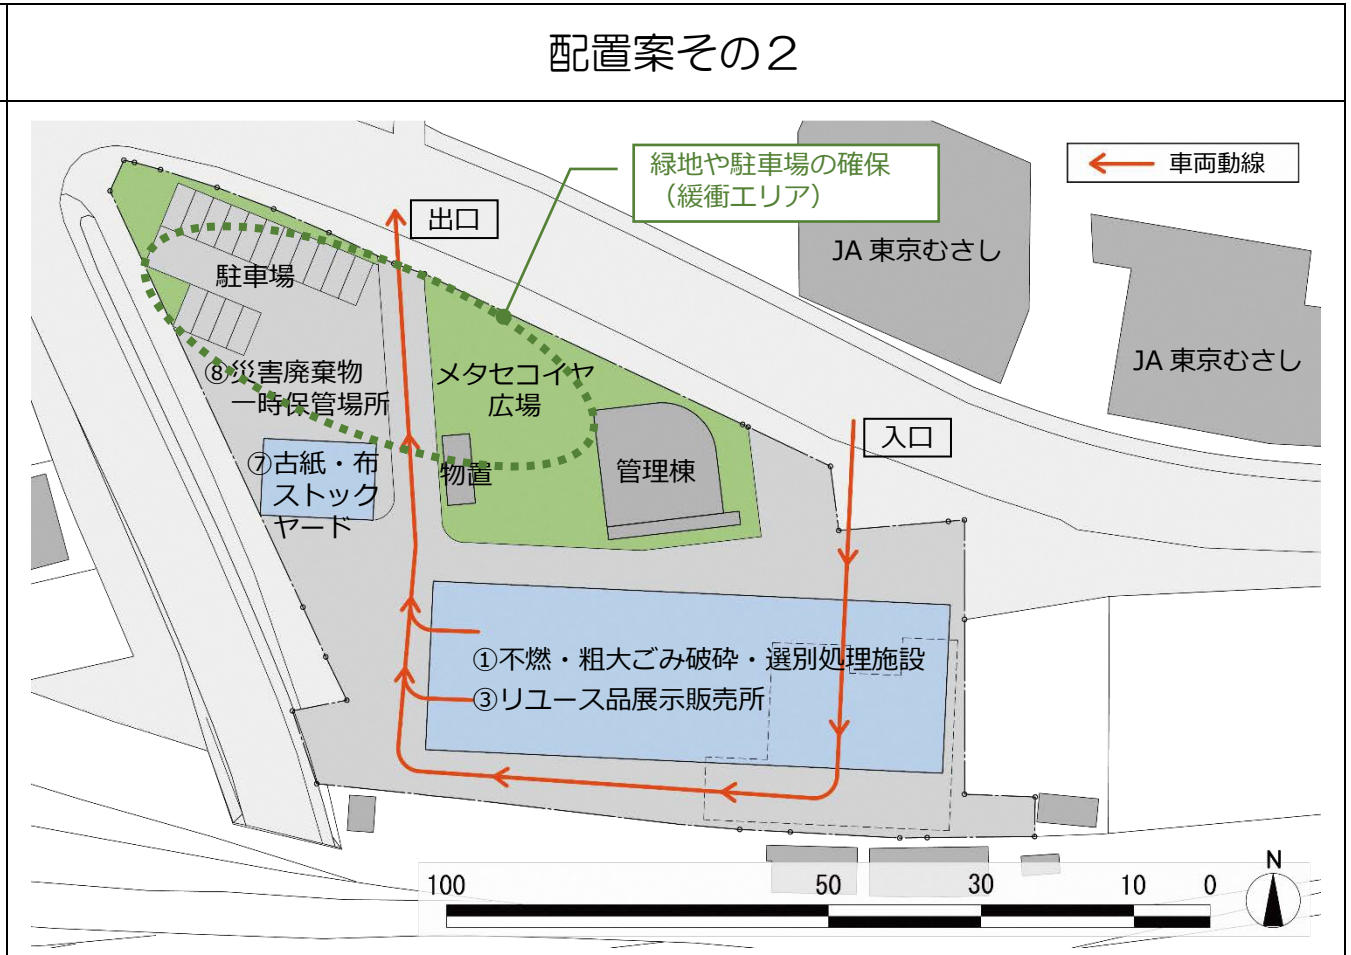 配置案その２
緑地や駐車場の確保
（緩衝エリア）
車両動線
出口
JA 東京むさし
JA 東京むさし
駐車場
⑧災害廃棄物
一時保管場所
メタセコイヤ
広場
入口
⑦古紙・布
ストック
ヤード
物置
管理棟
①不燃・粗大ごみ破砕・選別処理施設
③リユース品展示販売所
100
50
30
10
0
N